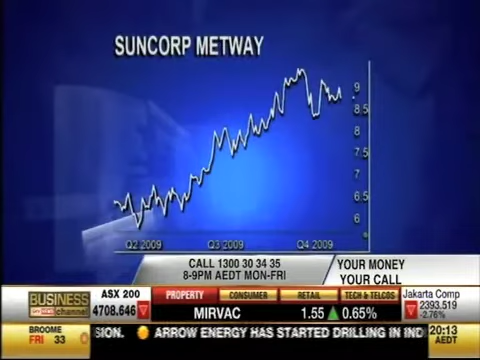 SUNCORP METWAY
9
8.5
8
7.5
7
6.5
6
Q2 2009 Q3 2009 Q4 2009
CALL 1300 30 34 35
8-9PM AEDT MON-FRI
YOUR MONEY
YOUR CALL
BUSINESS
SKY NEWS channel
ASX 200
4708.646
PROPERTY CONSUMER RETAIL TECH & TELCOS
MIRVAC 1.55 0.65%
Jakarta Comp
2393.519
-2.76%
BROOME
FRI 33
SION. ARROW ENERGY HAS STARTED DRILLING IN IND
20:13
AEDT